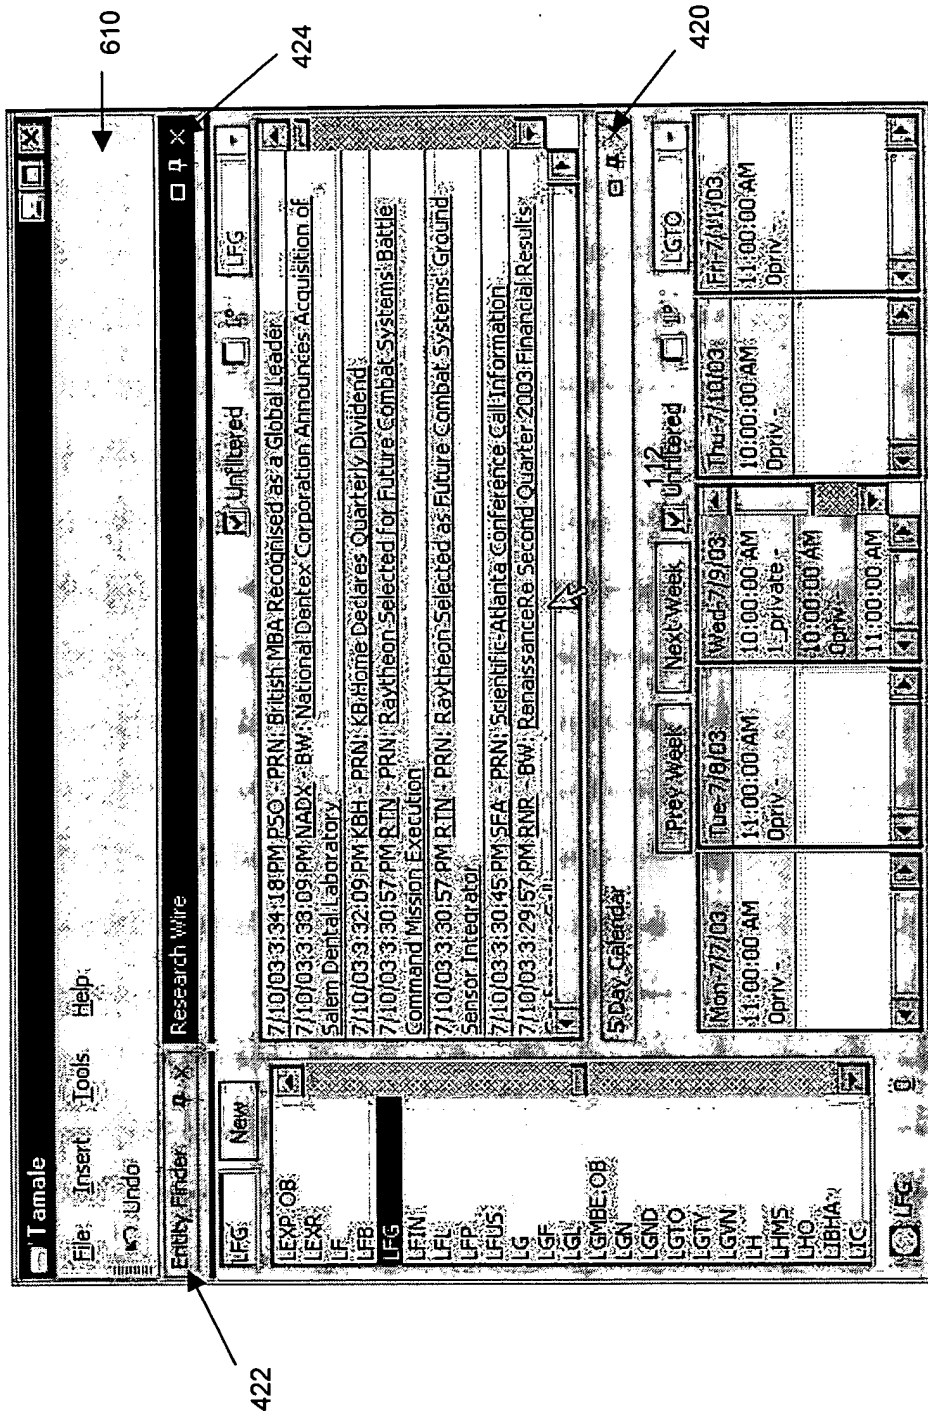 610
424
420
422
Tamale
File Insert Tools Help
Undo
Entity Finder
LFG New
LEXP.OB
LEXR
LF
LFB
LFG
LFIN
LFL
LFP
LFUS
LG
LGF
LGL
LGMBE.OB
LGN
LGND
LGTO
LGTY
LGVN
LH
LHMS
LHO
LIBHA
LICI
LFG 0
Research Wire
Unfiltered 1° LFG
7/10/03 3:34:18 PM PSO - PRN: British MBA Recognised as a Global Leader
7/10/03 3:33:09 PM NADX - BW: National Dentex Corporation Announces Acquisition of
Salem Dental Laboratory
7/10/03 3:32:09 PM KBH - PRN: KB Home Declares Quarterly Dividend
7/10/03 3:30:57 PM RTN - PRN: Raytheon Selected for Future Combat Systems Battle
Command Mission Execution
7/10/03 3:30:57 PM RTN - PRN: Raytheon Selected as Future Combat Systems Ground
Sensor Integrator
7/10/03 3:30:45 PM SFA - PRN: Scientific-Atlanta Conference Call Information
7/10/03 3:29:57 PM RNR - BW: RenaissanceRe Second Quarter 2003 Financial Results
5 Day Calendar
112
Prev Week Next Week Unfiltered 1° LGTO
Mon-7/7/03
11:00:00 AM
0priv -
Tue-7/8/03
11:00:00 AM
0priv -
Wed-7/9/03
10:00:00 AM
1_private -
10:00:00 AM
0priv -
11:00:00 AM
Thu-7/10/03
10:00:00 AM
0priv -
Fri-7/11/03
11:00:00 AM
0priv -